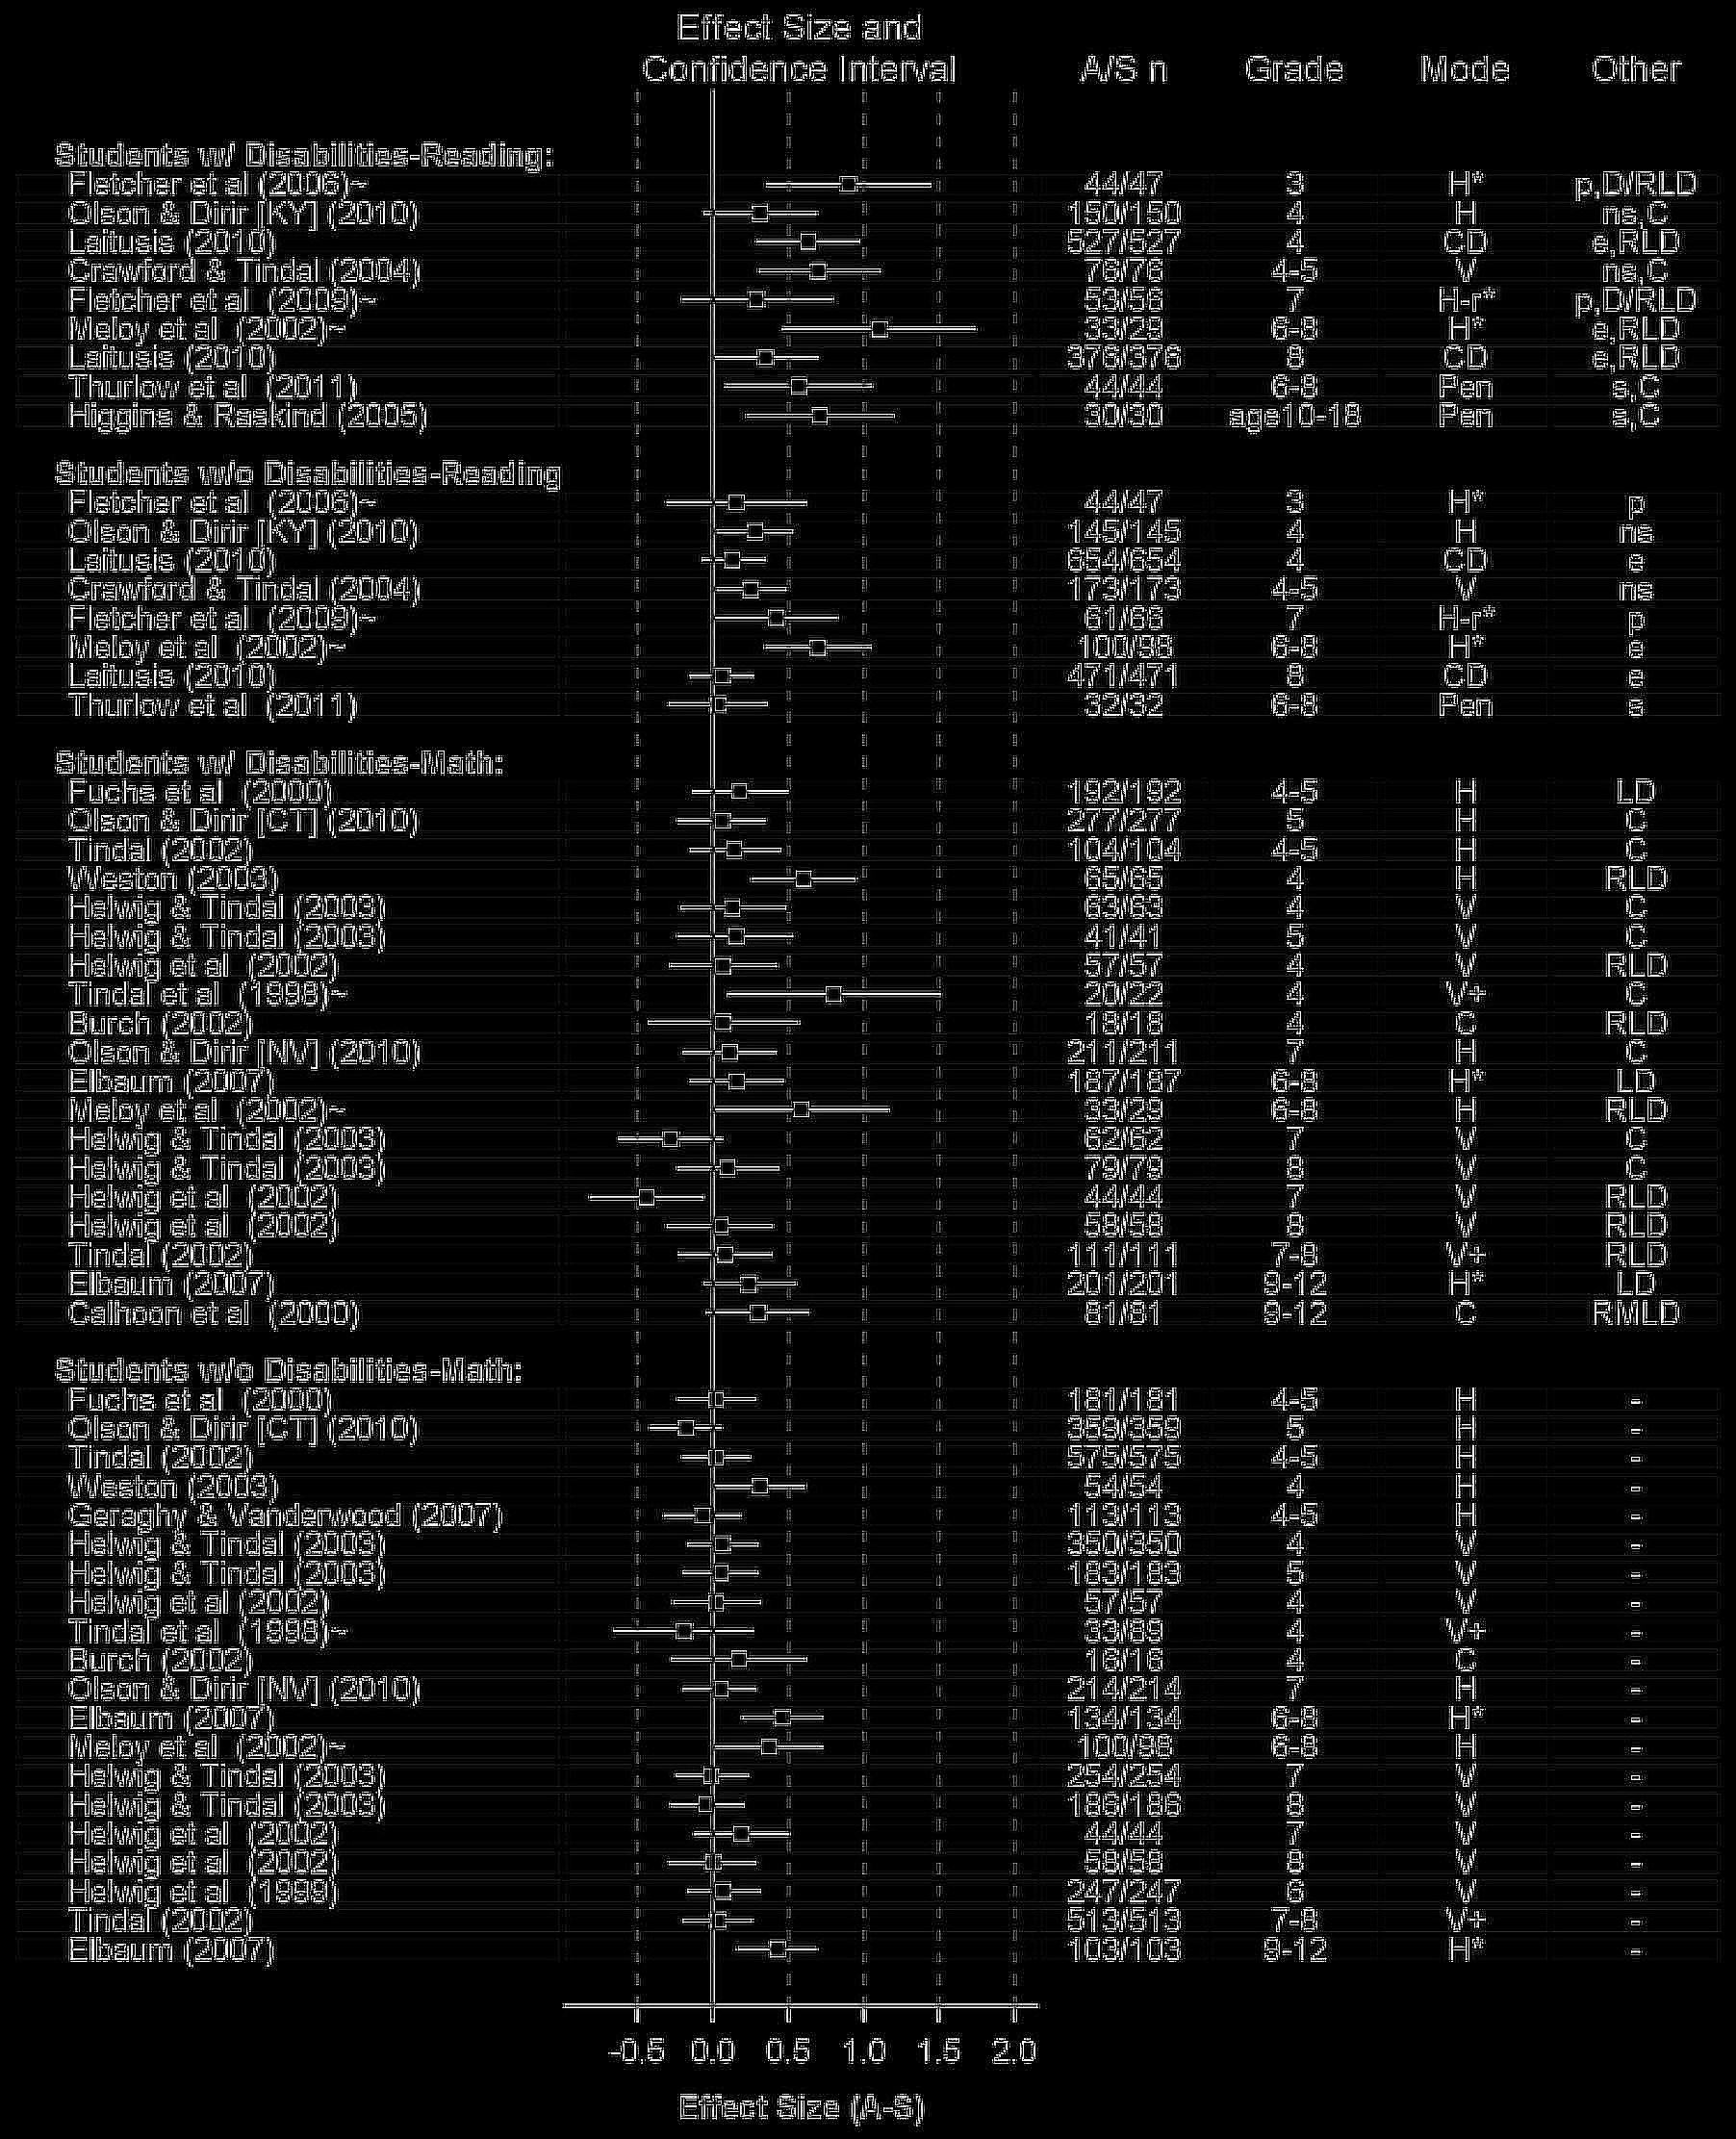 Effect Size and
Confidence Interval A/S n Grade Mode Other
Students w/ Disabilities-Reading:
Fletcher et al (2006)~ 44/47 3 H* p,D/RLD
Olson & Dirir [KY] (2010) 150/150 4 H ns,C
Laitusis (2010) 527/527 4 CD e,RLD
Crawford & Tindal (2004) 76/76 4-5 V ns,C
Fletcher et al (2009)~ 53/56 7 H-r* p,D/RLD
Meloy et al (2002)~ 33/29 6-8 H* e,RLD
Laitusis (2010) 376/376 8 CD e,RLD
Thurlow et al (2011) 44/44 6-8 Pen s,C
Higgins & Raskind (2005) 30/30 age10-18 Pen s,C
Students w/o Disabilities-Reading
Fletcher et al (2006)~ 44/47 3 H* p
Olson & Dirir [KY] (2010) 145/145 4 H ns
Laitusis (2010) 654/654 4 CD e
Crawford & Tindal (2004) 173/173 4-5 V ns
Fletcher et al (2009)~ 61/66 7 H-r* p
Meloy et al (2002)~ 100/98 6-8 H* e
Laitusis (2010) 471/471 8 CD e
Thurlow et al (2011) 32/32 6-8 Pen s
Students w/ Disabilities-Math:
Fuchs et al (2000) 192/192 4-5 H LD
Olson & Dirir [CT] (2010) 277/277 5 H C
Tindal (2002) 104/104 4-5 H C
Weston (2003) 65/65 4 H RLD
Helwig & Tindal (2003) 63/63 4 V C
Helwig & Tindal (2003) 41/41 5 V C
Helwig et al (2002) 57/57 4 V RLD
Tindal et al (1998)~ 20/22 4 V+ C
Burch (2002) 18/18 4 C RLD
Olson & Dirir [NV] (2010) 211/211 7 H C
Elbaum (2007) 187/187 6-8 H* LD
Meloy et al (2002)~ 33/29 6-8 H RLD
Helwig & Tindal (2003) 62/62 7 V C
Helwig & Tindal (2003) 79/79 8 V C
Helwig et al (2002) 44/44 7 V RLD
Helwig et al (2002) 58/58 8 V RLD
Tindal (2002) 111/111 7-8 V+ RLD
Elbaum (2007) 201/201 9-12 H* LD
Calhoon et al (2000) 81/81 9-12 C RMLD
Students w/o Disabilities-Math:
Fuchs et al (2000) 181/181 4-5 H -
Olson & Dirir [CT] (2010) 359/359 5 H -
Tindal (2002) 575/575 4-5 H -
Weston (2003) 54/54 4 H -
Geraghy & Vanderwood (2007) 113/113 4-5 H -
Helwig & Tindal (2003) 350/350 4 V -
Helwig & Tindal (2003) 183/183 5 V -
Helwig et al (2002) 57/57 4 V -
Tindal et al (1998)~ 33/89 4 V+ -
Burch (2002) 18/18 4 C -
Olson & Dirir [NV] (2010) 214/214 7 H -
Elbaum (2007) 134/134 6-8 H* -
Meloy et al (2002)~ 100/98 6-8 H -
Helwig & Tindal (2003) 254/254 7 V -
Helwig & Tindal (2003) 186/186 8 V -
Helwig et al (2002) 44/44 7 V -
Helwig et al (2002) 58/58 8 V -
Helwig et al (1999) 247/247 6 V -
Tindal (2002) 513/513 7-8 V+ -
Elbaum (2007) 103/103 9-12 H* -
-0.5 0.0 0.5 1.0 1.5 2.0
Effect Size (A-S)